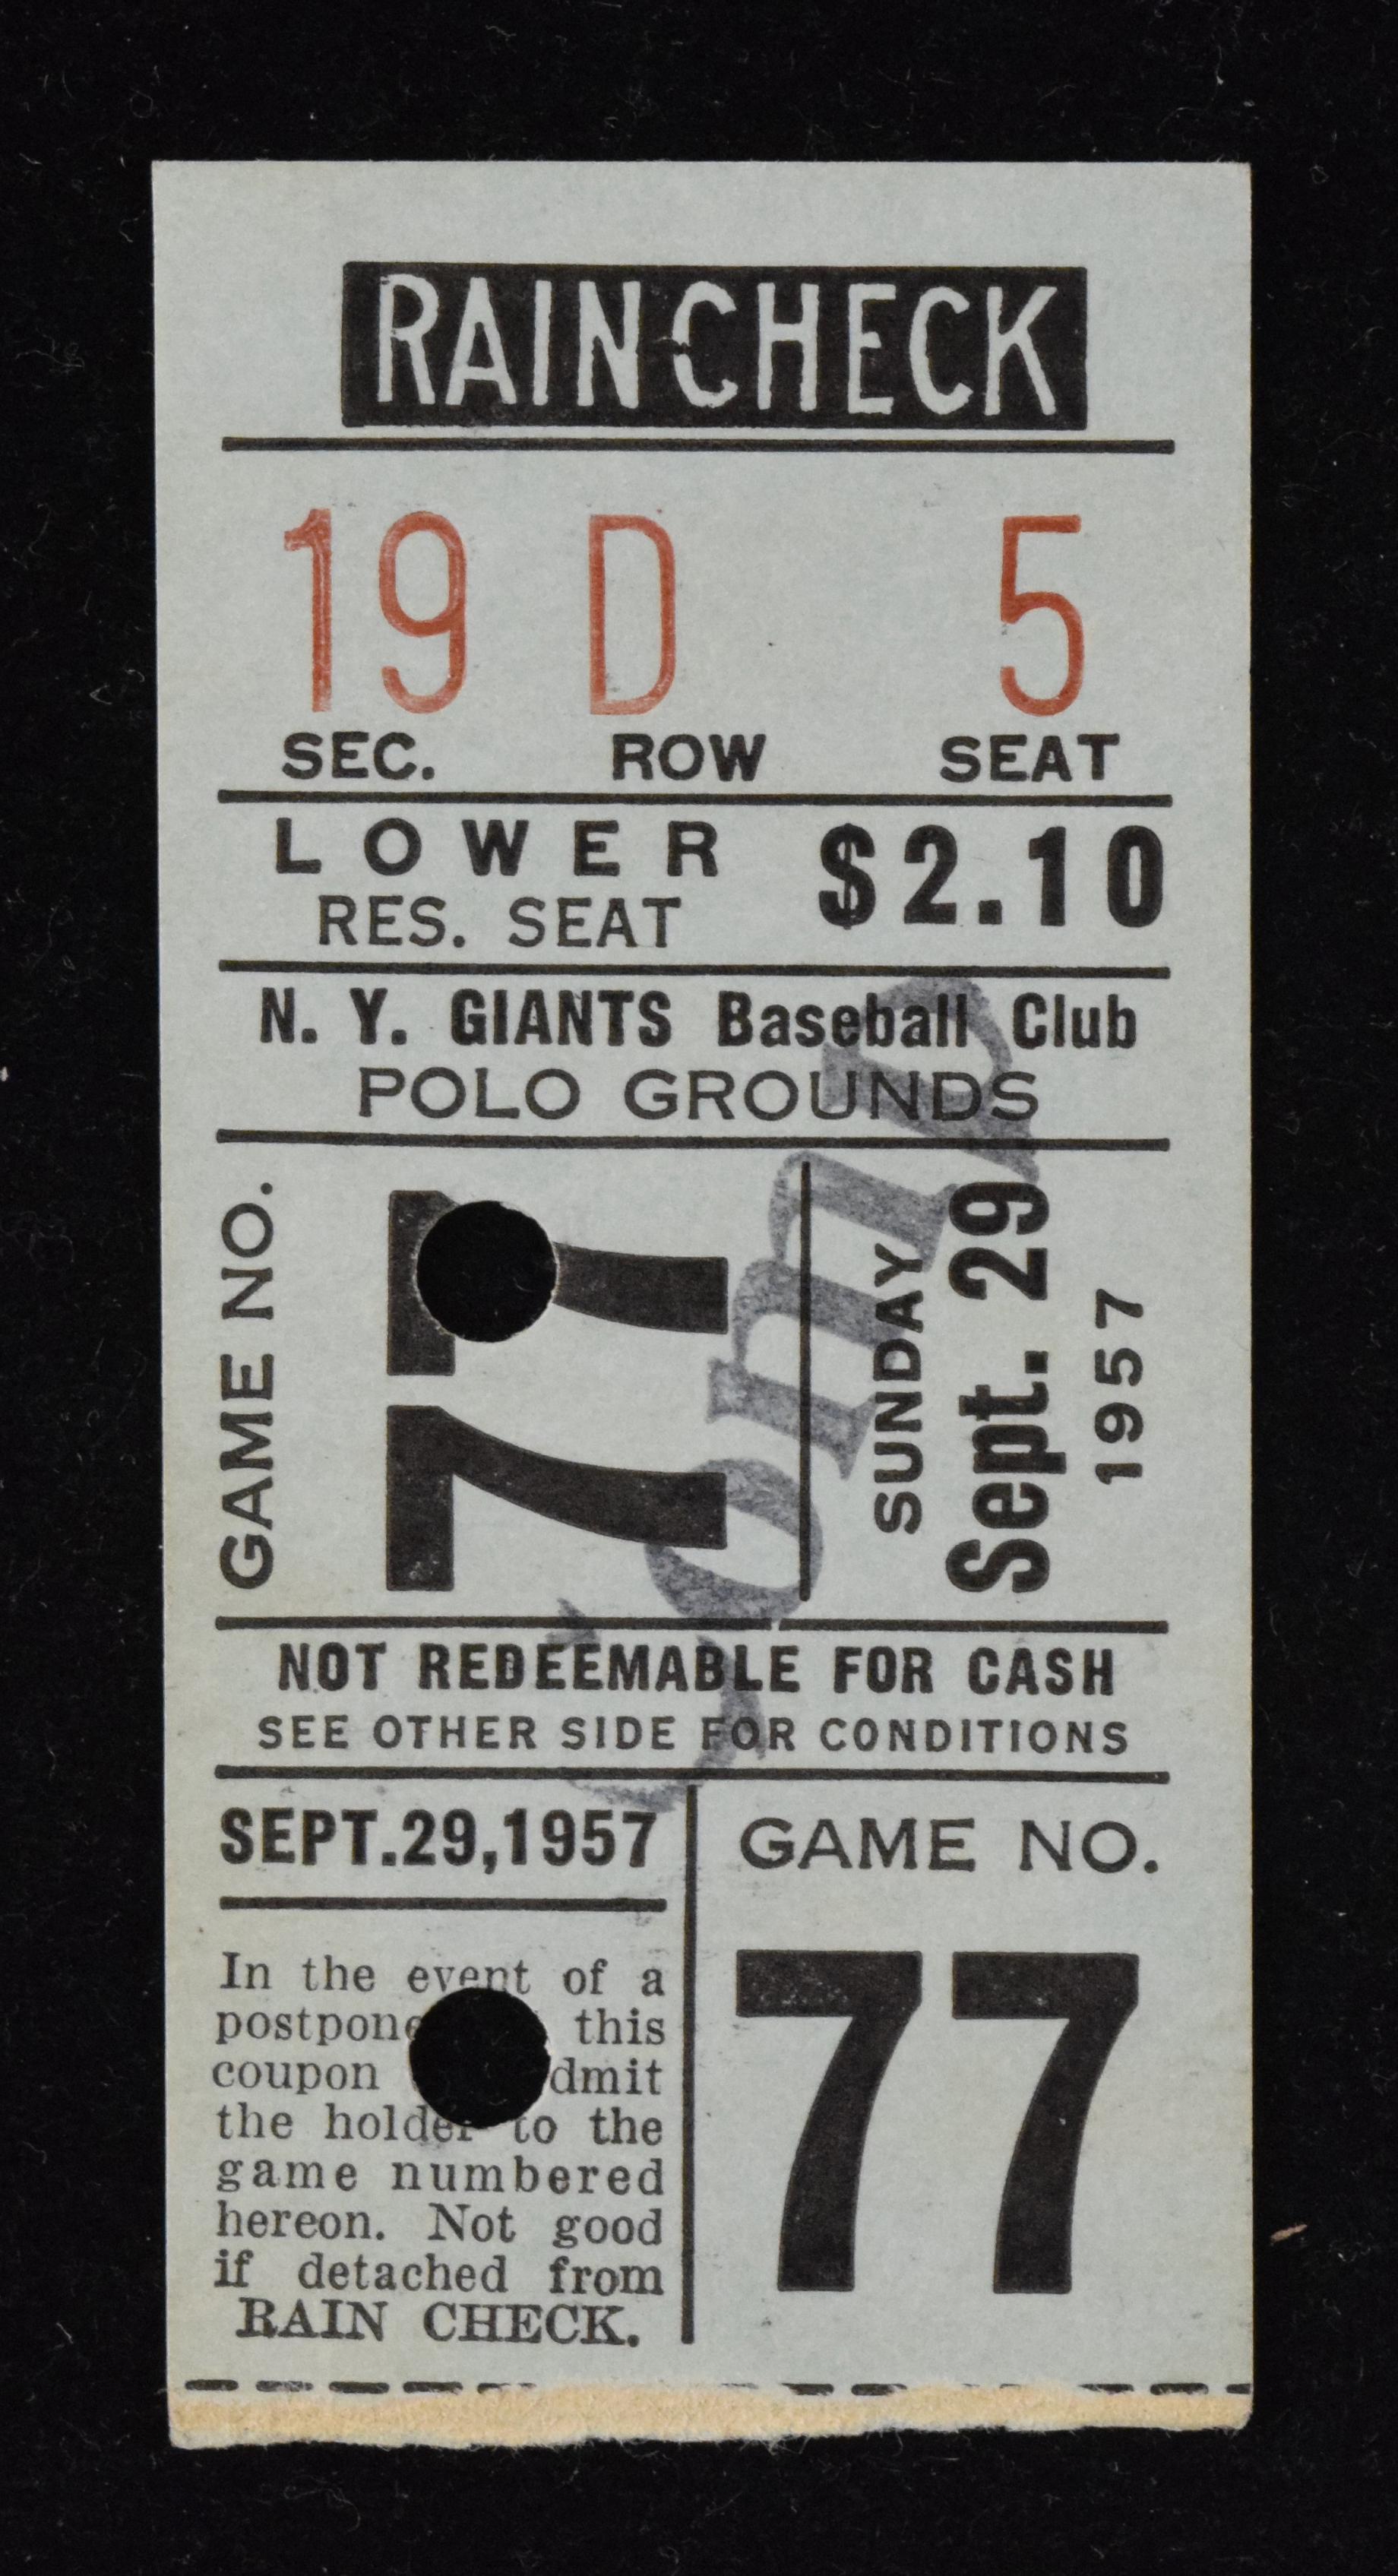 RAIN-CHECK
19 D 5
SEC. ROW SEAT
LOWER $2.10
RES. SEAT
N. Y. GIANTS Baseball Club
POLO GROUNDS
GAME NO.
77
SUNDAY
Sept. 29
1957
NOT REDEEMABLE FOR CASH
SEE OTHER SIDE FOR CONDITIONS
SEPT.29,1957
GAME NO.
77
In the event of a
this
coupon
the holder to the
game numbered
hereon. Not good
if detached from
RAIN CHECK.